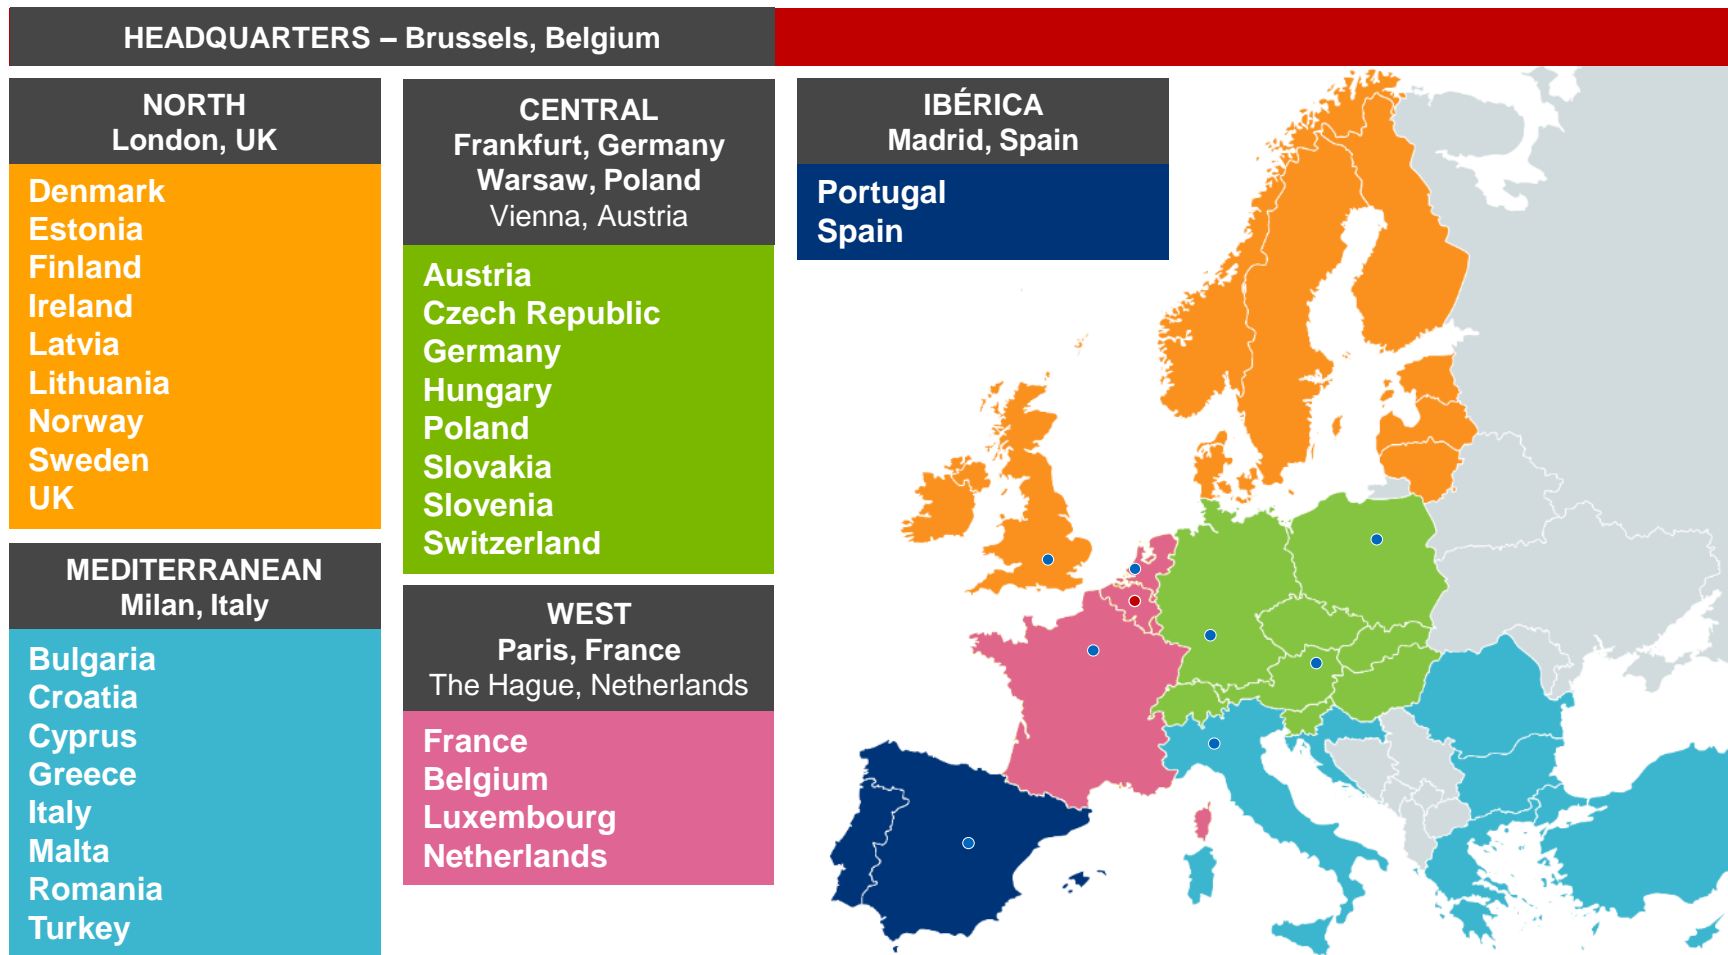 HEADQUARTERS – Brussels, Belgium
NORTH
London, UK
Denmark
Estonia
Finland
Ireland
Latvia
Lithuania
Norway
Sweden
UK
MEDITERRANEAN
Milan, Italy
Bulgaria
Croatia
Cyprus
Greece
Italy
Malta
Romania
Turkey
CENTRAL
Frankfurt, Germany
Warsaw, Poland
Vienna, Austria
Austria
Czech Republic
Germany
Hungary
Poland
Slovakia
Slovenia
Switzerland
WEST
Paris, France
The Hague, Netherlands
France
Belgium
Luxembourg
Netherlands
IBÉRICA
Madrid, Spain
Portugal
Spain